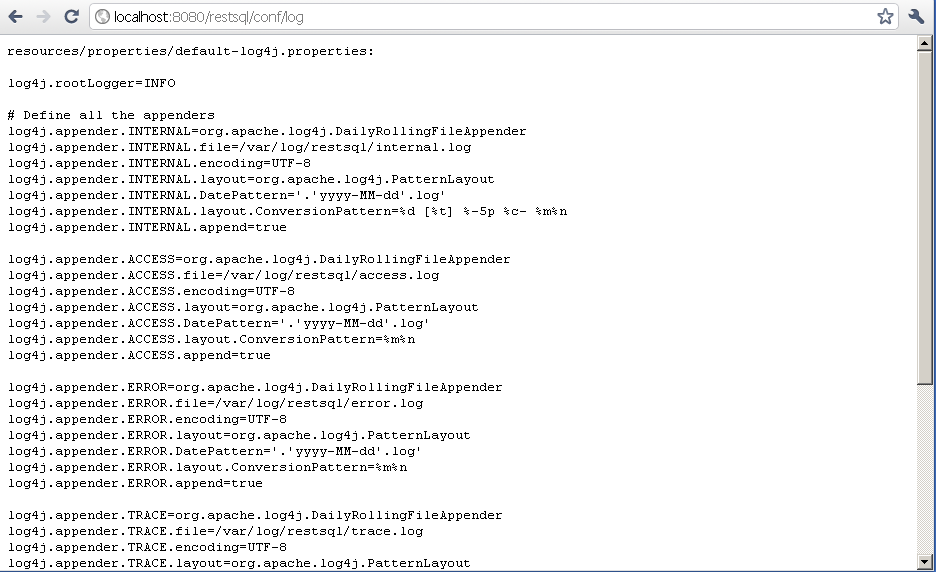 localhost:8080/restsql/conf/log
resources/properties/default-log4j.properties:
log4j.rootLogger=INFO
# Define all the appenders
log4j.appender.INTERNAL=org.apache.log4j.DailyRollingFileAppender
log4j.appender.INTERNAL.file=/var/log/restsql/internal.log
log4j.appender.INTERNAL.encoding=UTF-8
log4j.appender.INTERNAL.layout=org.apache.log4j.PatternLayout
log4j.appender.INTERNAL.DatePattern='.'yyyy-MM-dd'.log'
log4j.appender.INTERNAL.layout.ConversionPattern=%d [%t] %-5p %c- %m%n
log4j.appender.INTERNAL.append=true
log4j.appender.ACCESS=org.apache.log4j.DailyRollingFileAppender
log4j.appender.ACCESS.file=/var/log/restsql/access.log
log4j.appender.ACCESS.encoding=UTF-8
log4j.appender.ACCESS.layout=org.apache.log4j.PatternLayout
log4j.appender.ACCESS.DatePattern='.'yyyy-MM-dd'.log'
log4j.appender.ACCESS.layout.ConversionPattern=%m%n
log4j.appender.ACCESS.append=true
log4j.appender.ERROR=org.apache.log4j.DailyRollingFileAppender
log4j.appender.ERROR.file=/var/log/restsql/error.log
log4j.appender.ERROR.encoding=UTF-8
log4j.appender.ERROR.layout=org.apache.log4j.PatternLayout
log4j.appender.ERROR.DatePattern='.'yyyy-MM-dd'.log'
log4j.appender.ERROR.layout.ConversionPattern=%m%n
log4j.appender.ERROR.append=true
log4j.appender.TRACE=org.apache.log4j.DailyRollingFileAppender
log4j.appender.TRACE.file=/var/log/restsql/trace.log
log4j.appender.TRACE.encoding=UTF-8
log4j.appender.TRACE.layout=org.apache.log4j.PatternLayout